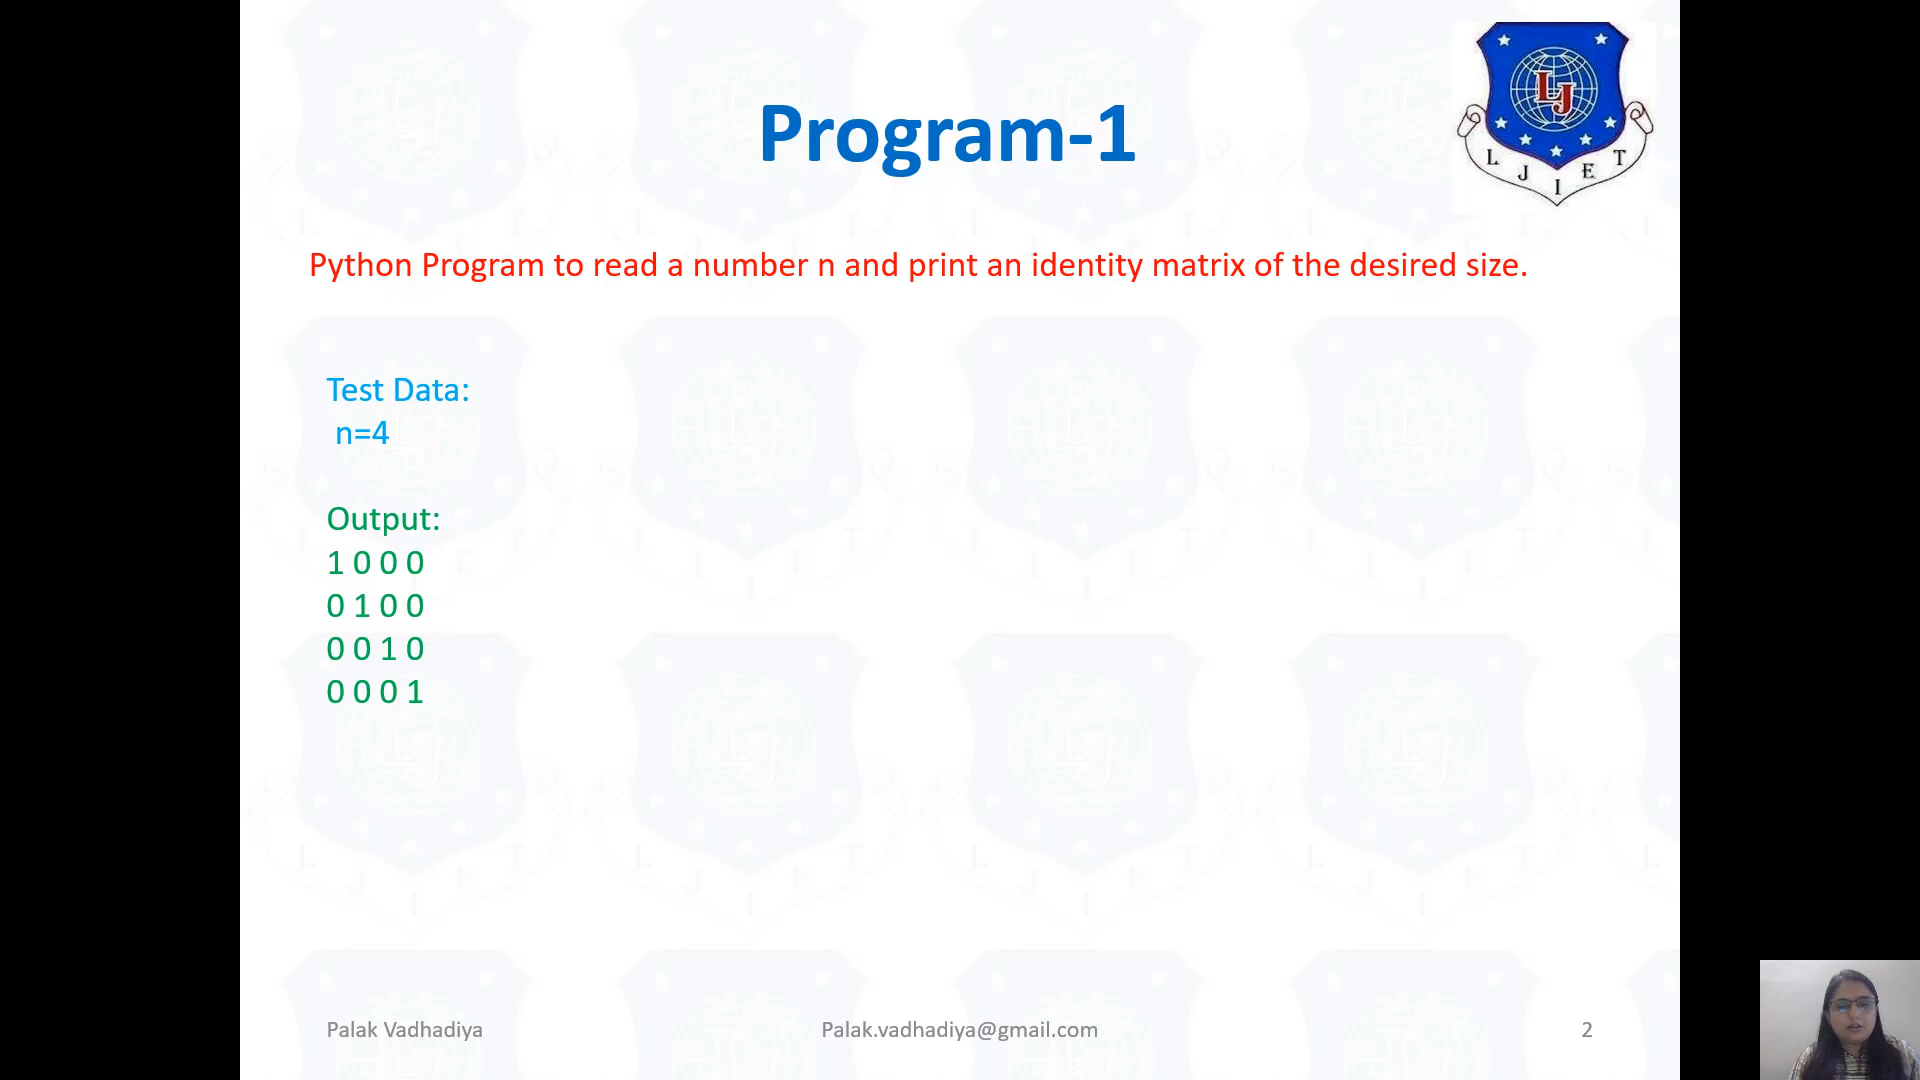 Program-1
LJ
L J I E T
Python Program to read a number n and print an identity matrix of the desired size.
Test Data:
n=4
Output:
1 0 0 0
0 1 0 0
0 0 1 0
0 0 0 1
Palak Vadhadiya
Palak.vadhadiya@gmail.com
2